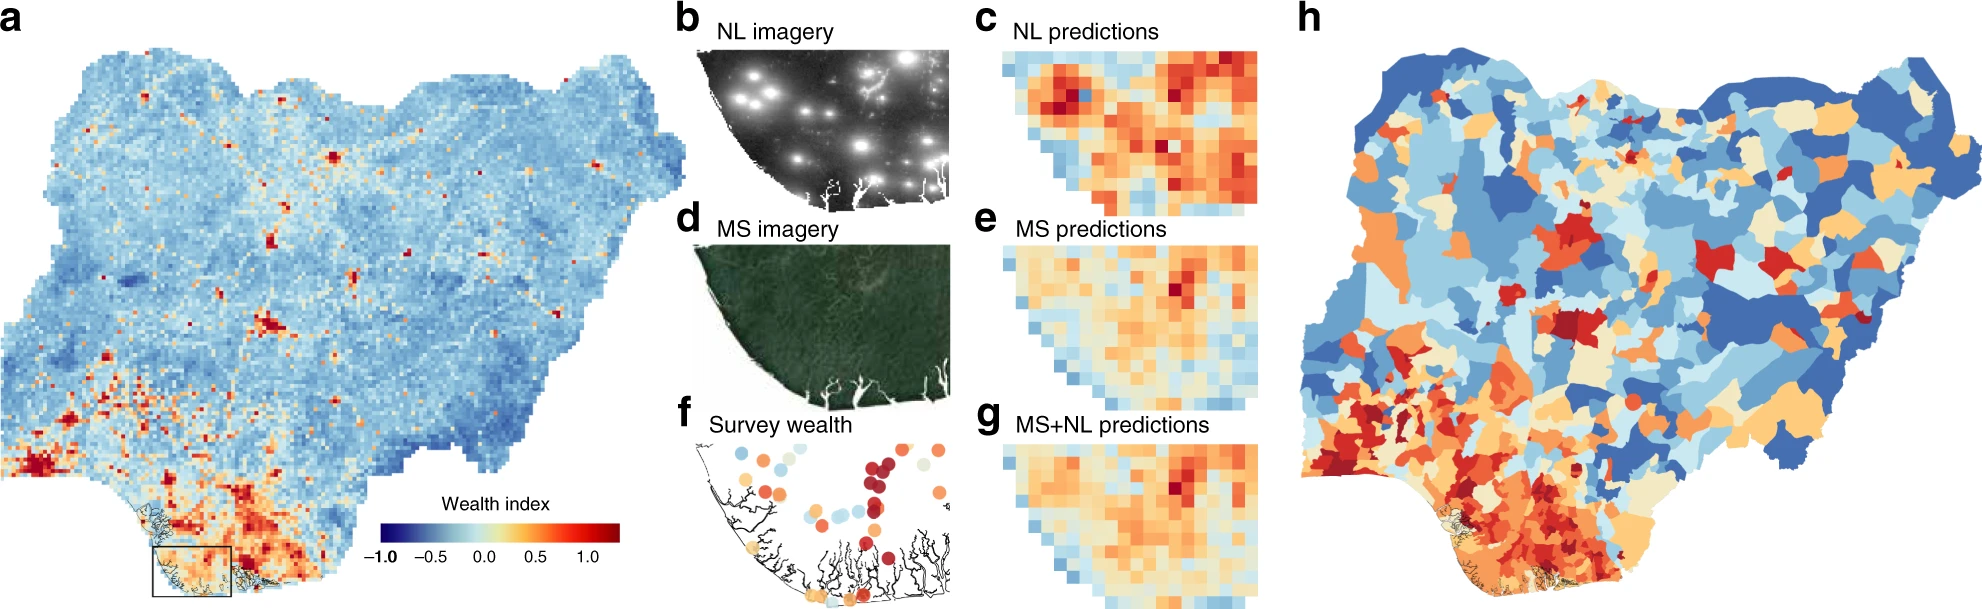 a
b NL imagery
c NL predictions
h
d MS imagery
e MS predictions
f Survey wealth
g MS+NL predictions
Wealth index
−1.0 −0.5 0.0 0.5 1.0